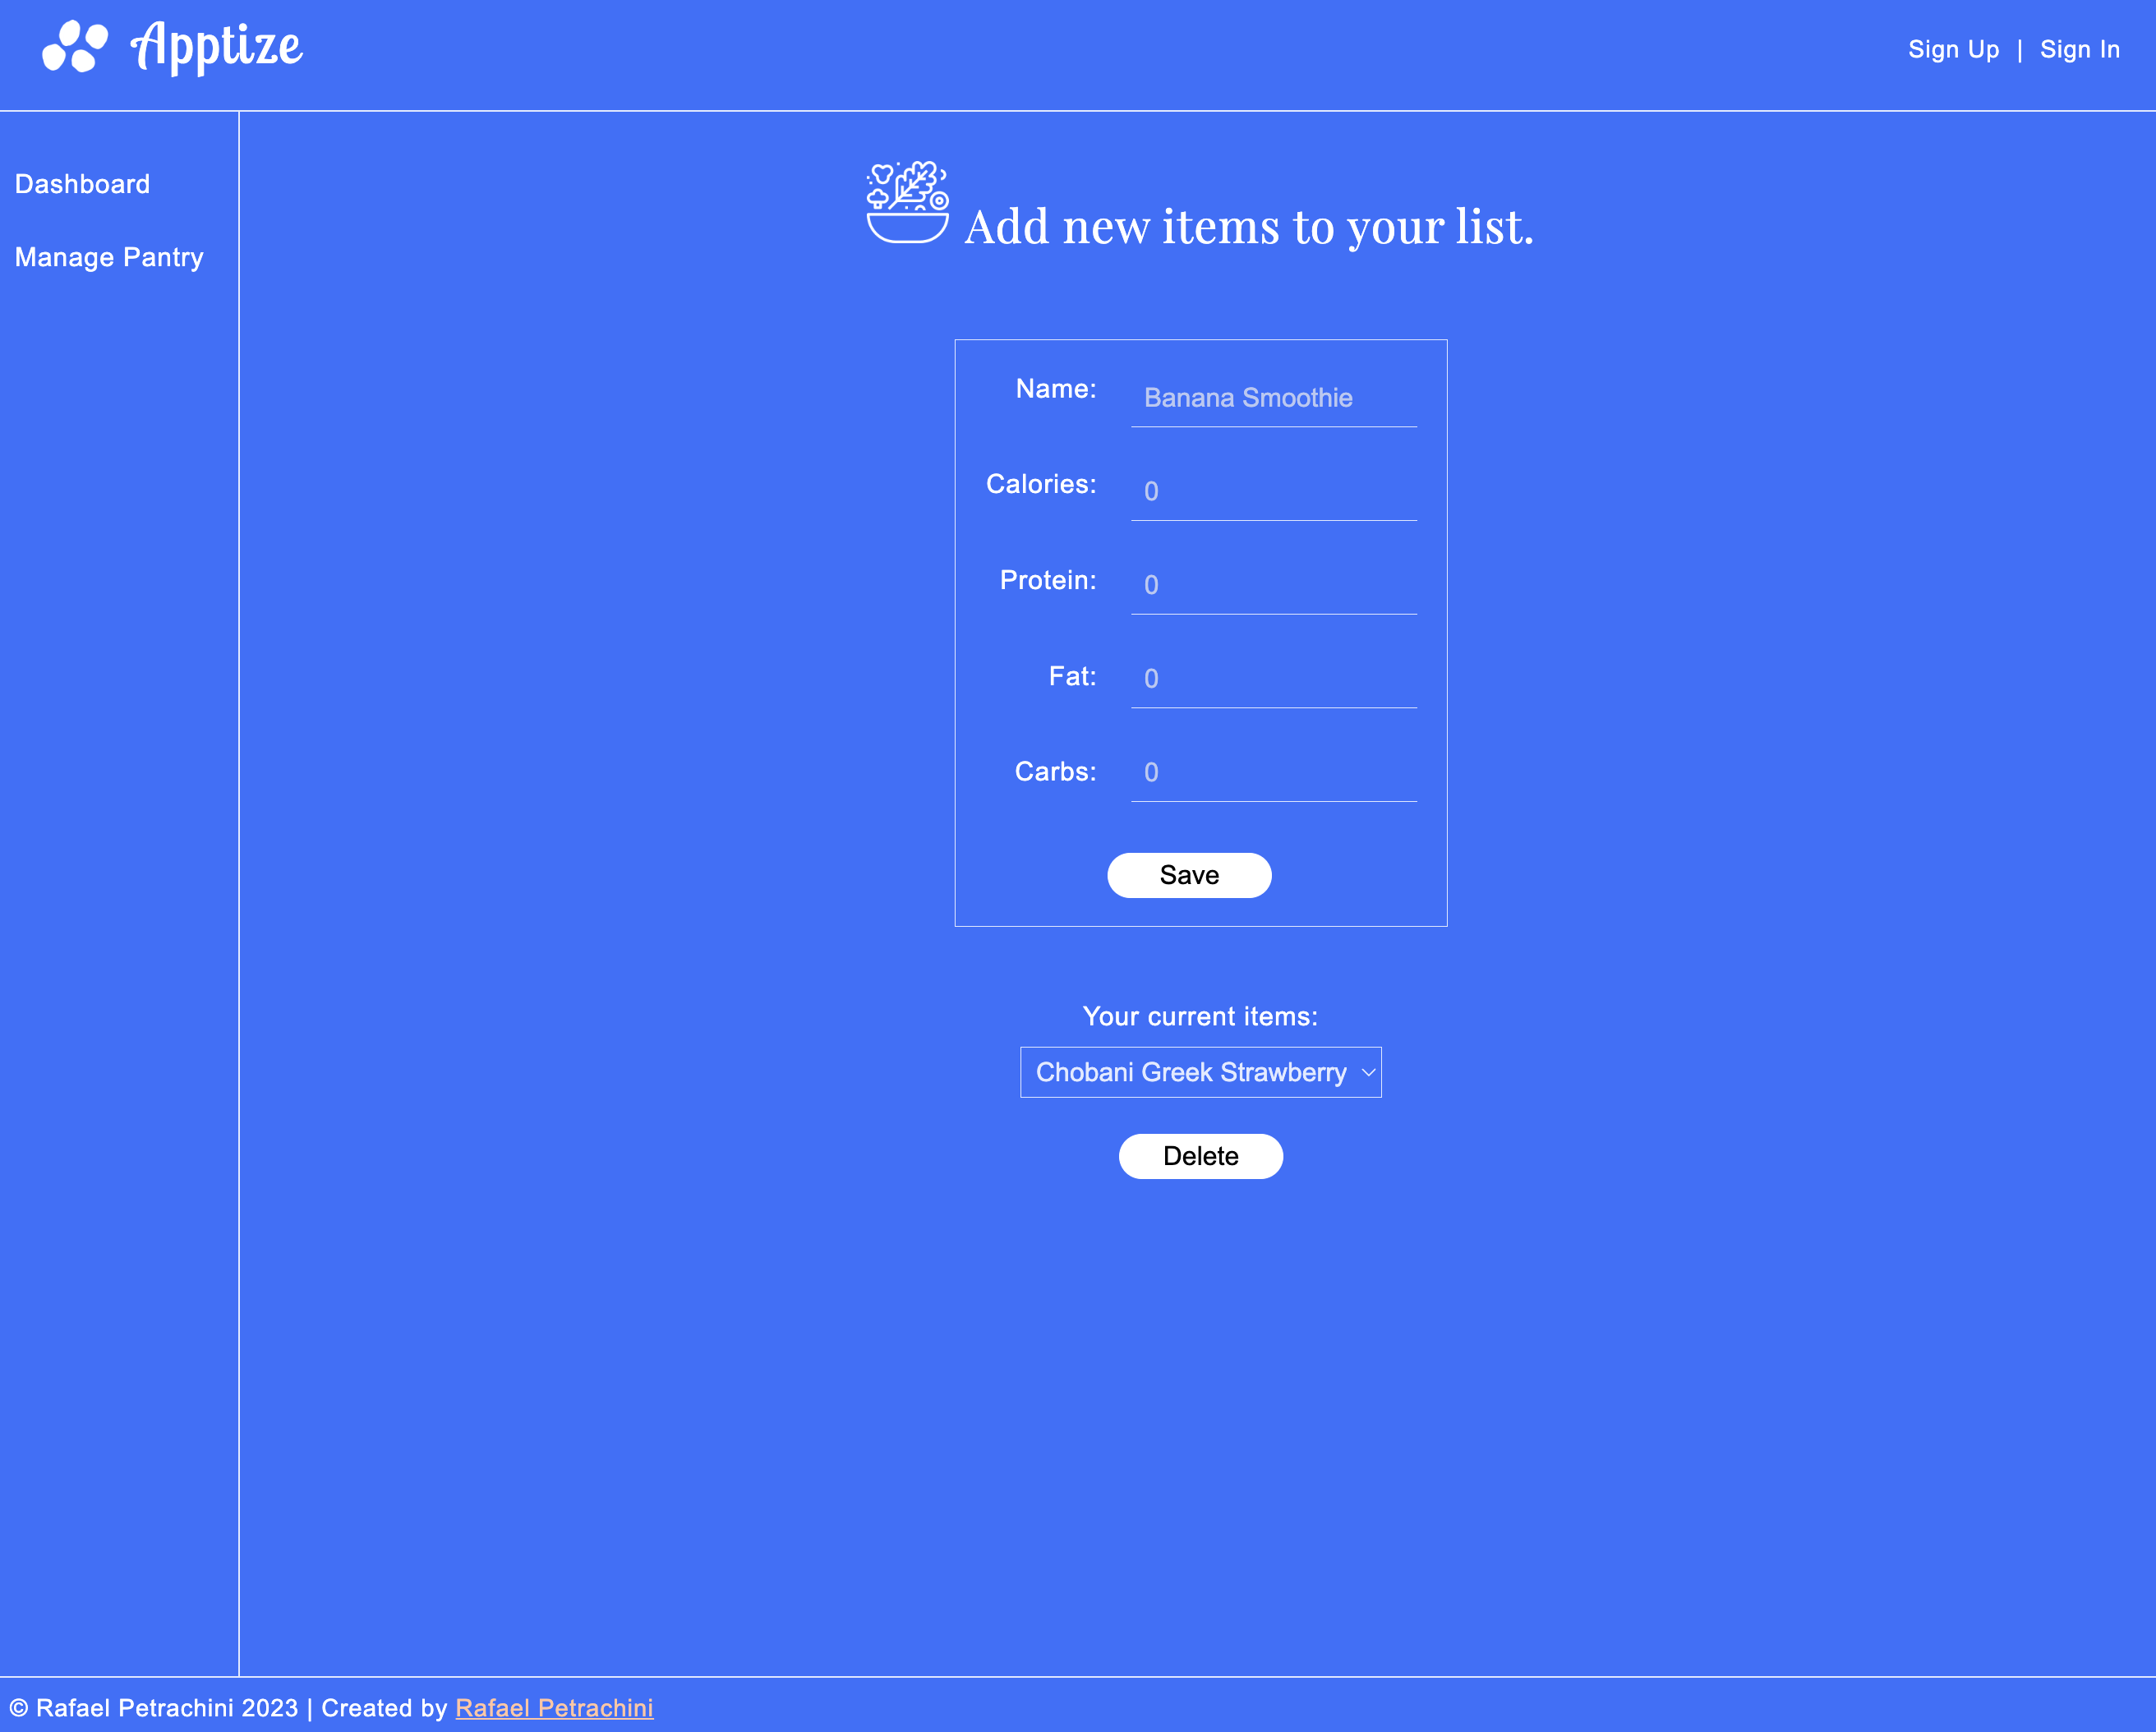 Apptize
Sign Up | Sign In
Dashboard
Manage Pantry
Add new items to your list.
Name: Banana Smoothie
Calories: 0
Protein: 0
Fat: 0
Carbs: 0
Save
Your current items:
Chobani Greek Strawberry
Delete
© Rafael Petrachini 2023 | Created by Rafael Petrachini